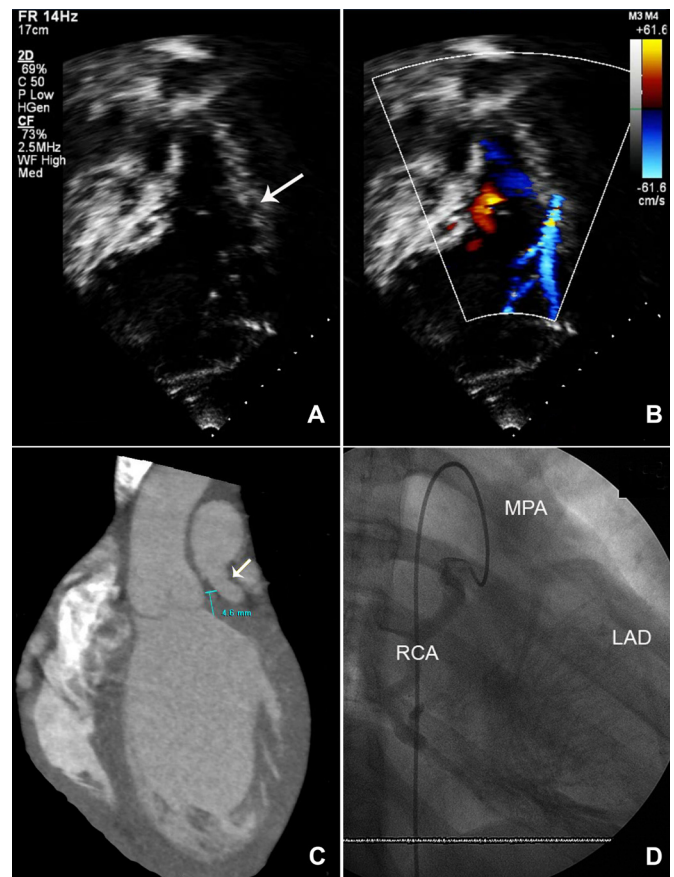 FR 14Hz
17cm
2D
69%
C 50
P Low
HGen
CF
73%
2.5MHz
WF High
Med
A
M3 M4
+61.6
-61.6
cm/s
B
4.6 mm
C
MPA
RCA
LAD
D